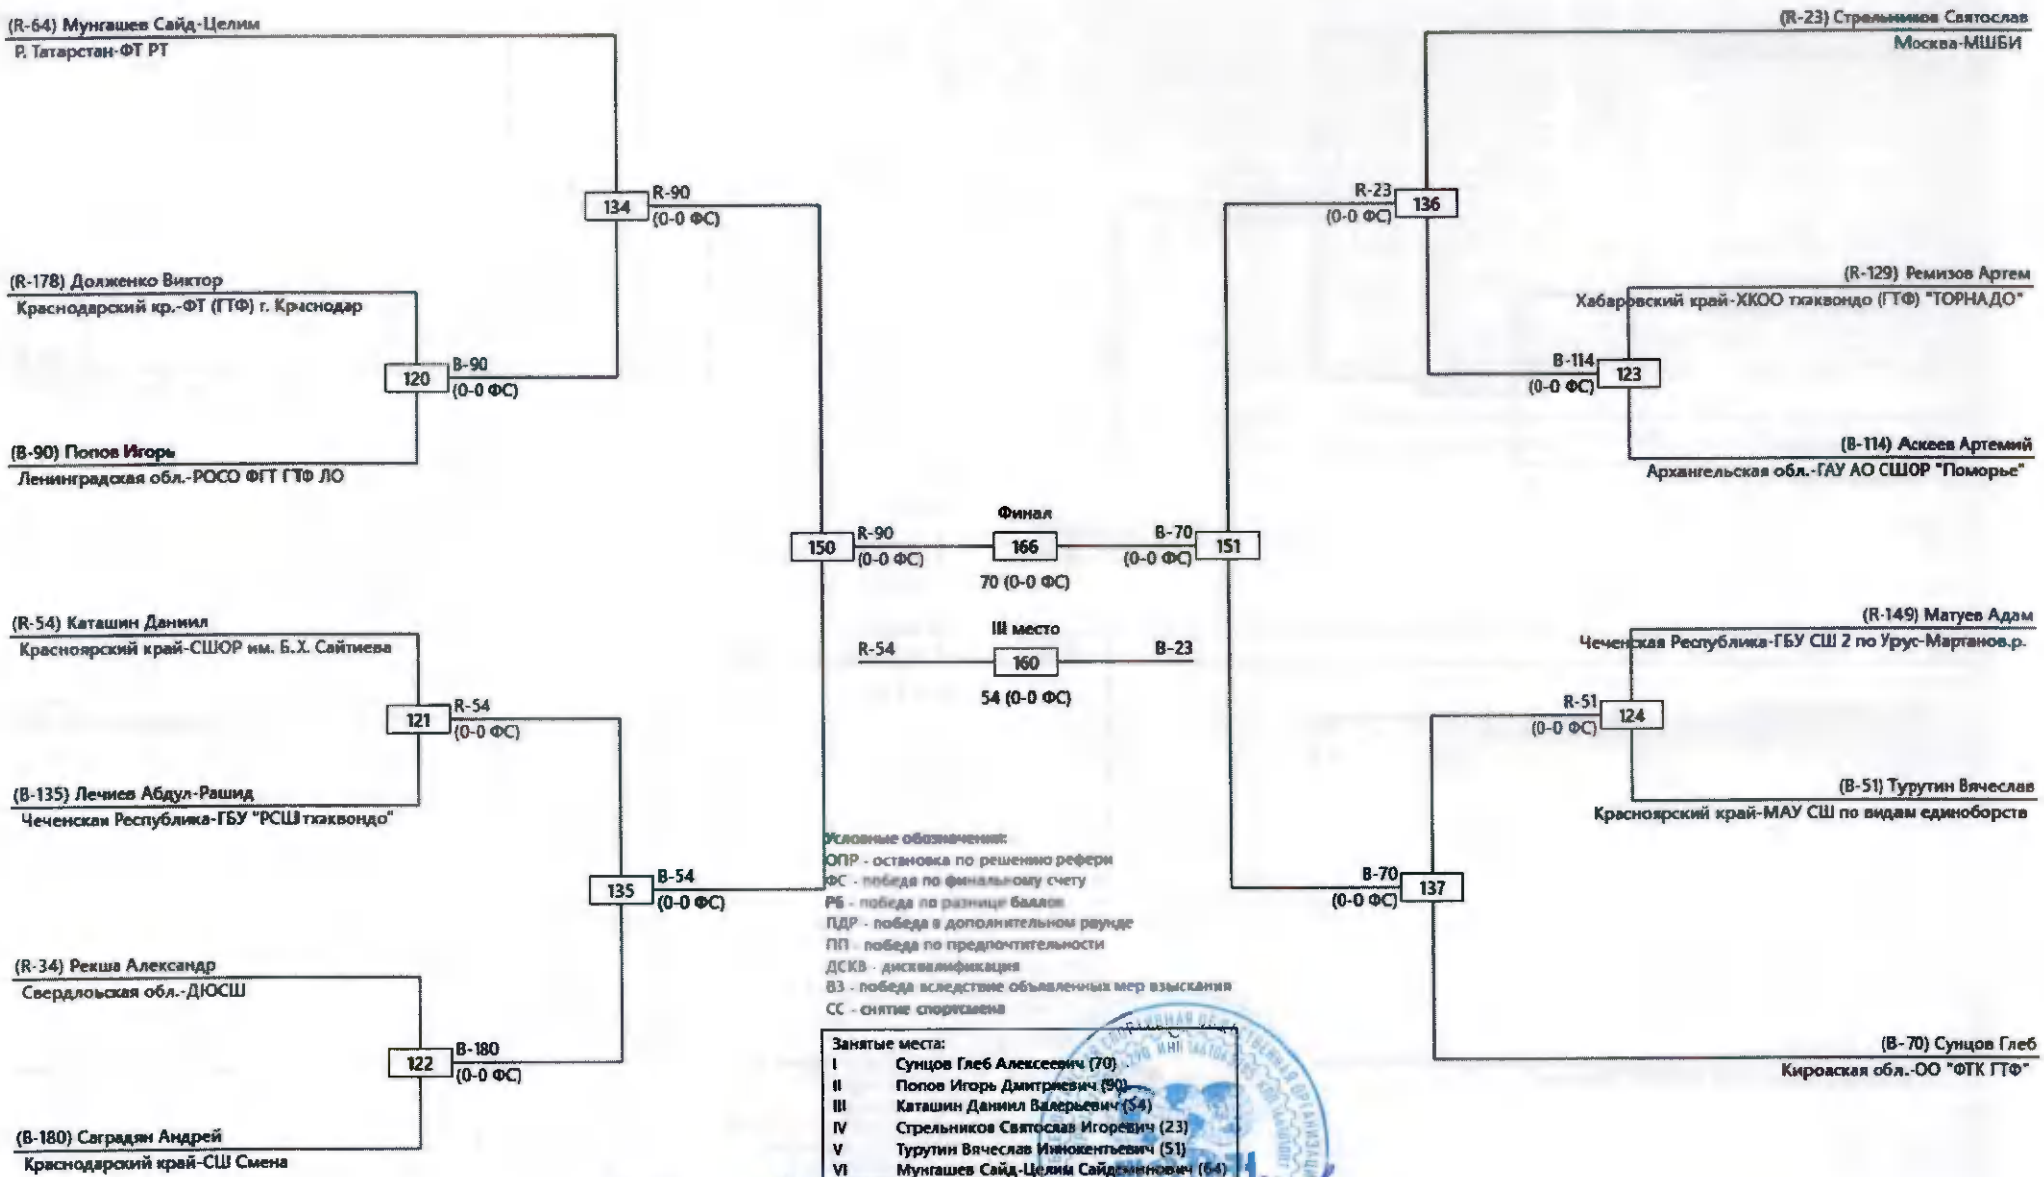 (R-64) Мунгашев Сайд-Целим
Р. Татарстан-ФТ РТ
(R-178) Долженко Виктор
Краснодарский кр.-ФТ (ГТФ) г. Краснодар
(B-90) Попов Игорь
Ленинградская обл.-РОСО ФГТ ГТФ ЛО
(R-54) Каташин Даниил
Красноярский край-СШОР им. Б.Х. Сайтиева
(B-135) Лечиев Абдул-Рашид
Чеченская Республика-ГБУ "РСШ тхэквондо"
(R-34) Рекша Александр
Свердловская обл.-ДЮСШ
(B-180) Саградян Андрей
Краснодарский край-СШ Смена
120
B-90
(0-0 ФС)
121
R-54
(0-0 ФС)
122
B-180
(0-0 ФС)
134
R-90
(0-0 ФС)
135
B-54
(0-0 ФС)
150
R-90
(0-0 ФС)
Финал
166
70 (0-0 ФС)
III место
R-54
160
B-23
54 (0-0 ФС)
B-70
(0-0 ФС)
151
R-23
(0-0 ФС)
136
B-70
(0-0 ФС)
137
B-114
(0-0 ФС)
123
R-51
(0-0 ФС)
124
(R-23) Стрельников Святослав
Москва-МШБИ
(R-129) Ремизов Артем
Хабаровский край-ХКОО тхэквондо (ГТФ) "ТОРНАДО"
(B-114) Аскеев Артемий
Архангельская обл.-ГАУ АО СШОР "Поморье"
(R-149) Матуев Адам
Чеченская Республика-ГБУ СШ 2 по Урус-Мартанов.р.
(B-51) Турутин Вячеслав
Красноярский край-МАУ СШ по видам единоборств
(B-70) Сунцов Глеб
Кировская обл.-ОО "ФТК ГТФ"
Условные обозначения:
ОПР - остановка по решению рефери
ФС - победа по финальному счету
РБ - победа по разнице баллов
ПДР - победа в дополнительном раунде
ПП - победа по предпочтительности
ДСКВ - дисквалификация
ВЗ - победа вследствие объявленных мер взыскания
СС - снятие спортсмена
Занятые места:
I Сунцов Глеб Алексеевич (70)
II Попов Игорь Дмитриевич (90)
III Каташин Даниил Валерьевич (54)
IV Стрельников Святослав Игоревич (23)
V Турутин Вячеслав Иннокентьевич (51)
VI Мунгашев Сайд-Целим Сайдэминович (64)